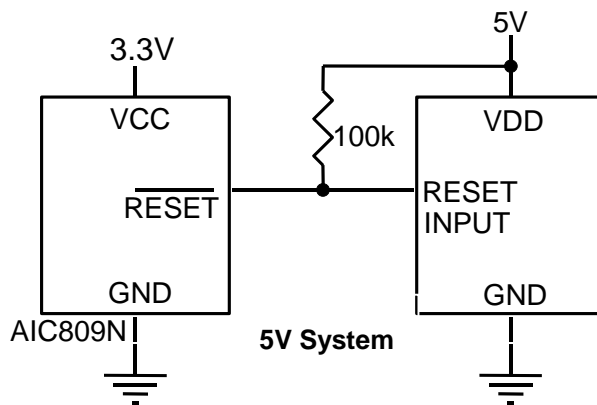 5V
3.3V
VCC
100k
VDD
RESET
RESET
INPUT
GND
GND
AIC809N
5V System